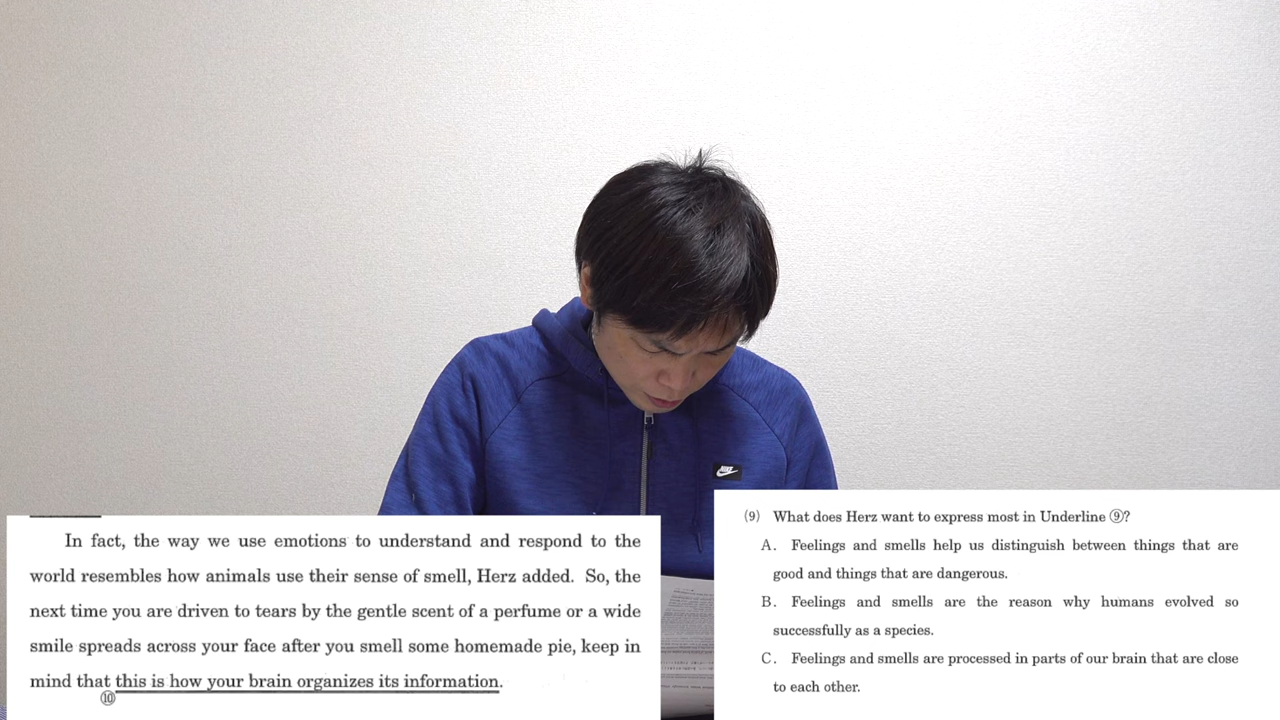 NIKE
In fact, the way we use emotions to understand and respond to the
world resembles how animals use their sense of smell, Herz added. So, the
next time you are driven to tears by the gentle scent of a perfume or a wide
smile spreads across your face after you smell some homemade pie, keep in
mind that this is how your brain organizes its information.
⑩
(9) What does Herz want to express most in Underline ⑨?
A. Feelings and smells help us distinguish between things that are
good and things that are dangerous.
B. Feelings and smells are the reason why humans evolved so
successfully as a species.
C. Feelings and smells are processed in parts of our brain that are close
to each other.